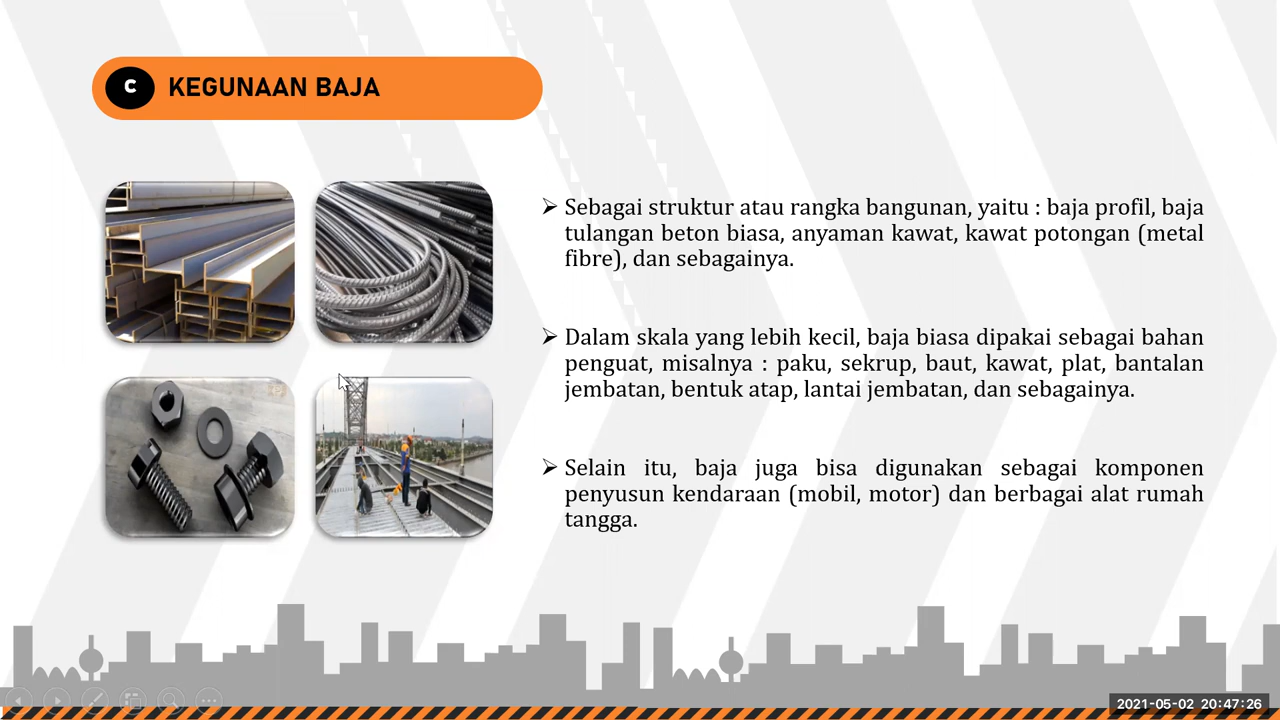 C KEGUNAAN BAJA
➢ Sebagai struktur atau rangka bangunan, yaitu : baja profil, baja
tulangan beton biasa, anyaman kawat, kawat potongan (metal
fibre), dan sebagainya.
➢ Dalam skala yang lebih kecil, baja biasa dipakai sebagai bahan
penguat, misalnya : paku, sekrup, baut, kawat, plat, bantalan
jembatan, bentuk atap, lantai jembatan, dan sebagainya.
➢ Selain itu, baja juga bisa digunakan sebagai komponen
penyusun kendaraan (mobil, motor) dan berbagai alat rumah
tangga.
2021-05-02 20:47:26